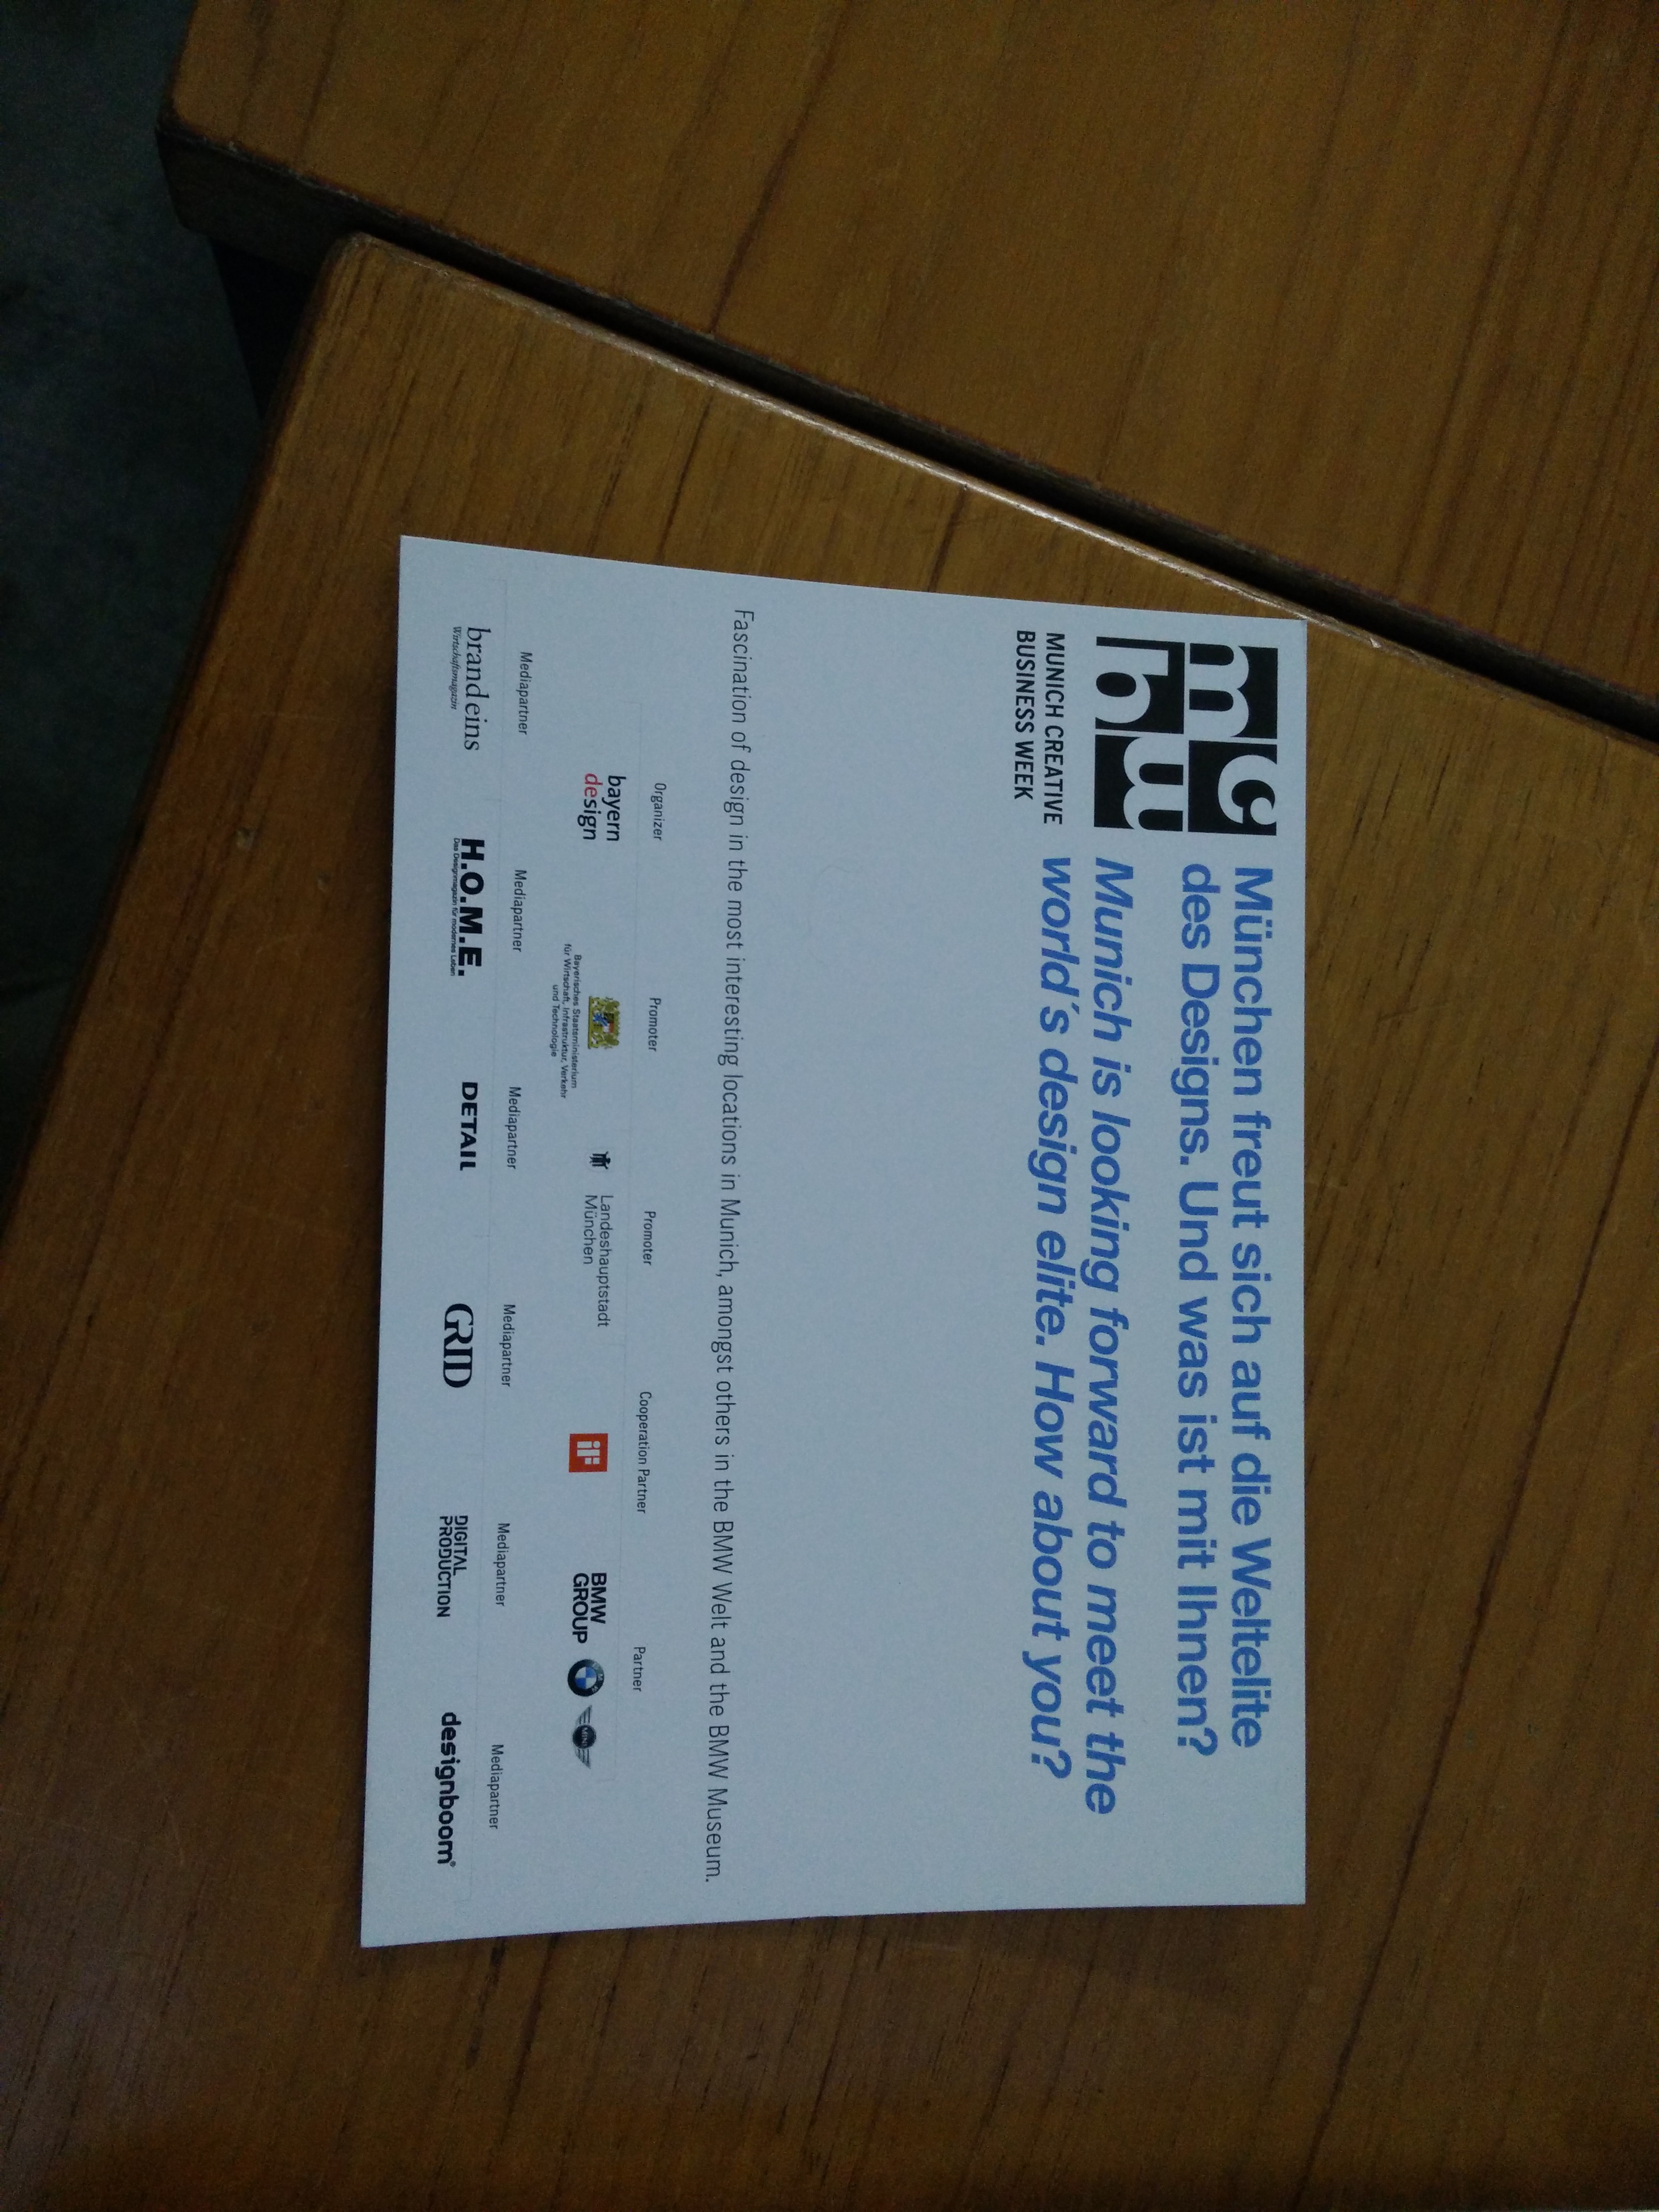 mc
bw
MUNICH CREATIVE
BUSINESS WEEK
München freut sich auf die Weltelite
des Designs. Und was ist mit Ihnen?
Munich is looking forward to meet the
world´s design elite. How about you?
Fascination of design in the most interesting locations in Munich, amongst others in the BMW Welt and the BMW Museum.
Organizer
bayern
design
Promoter
Bayerisches Staatsministerium
für Wirtschaft, Infrastruktur, Verkehr
und Technologie
Promoter
Landeshauptstadt
München
Cooperation Partner
iF
Partner
BMW
GROUP
BMW
MINI
Mediapartner
brand eins
Wirtschaftsmagazin
Mediapartner
H.O.M.E.
Das Designmagazin für modernes Leben
Mediapartner
DETAIL
Mediapartner
GRID
Mediapartner
DIGITAL
PRODUCTION
Mediapartner
designboom®